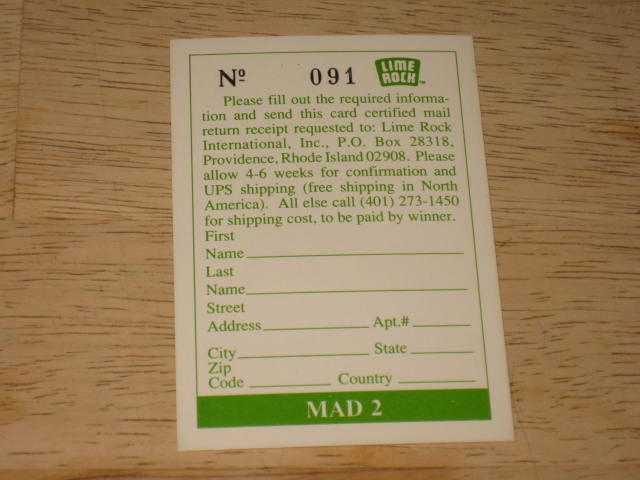 Nº 091 LIME ROCK™
Please fill out the required informa-
tion and send this card certified mail
return receipt requested to: Lime Rock
International, Inc., P.O. Box 28318,
Providence, Rhode Island 02908. Please
allow 4-6 weeks for confirmation and
UPS shipping (free shipping in North
America). All else call (401) 273-1450
for shipping cost, to be paid by winner.
First
Name
Last
Name
Street
Address Apt.#
City State
Zip
Code Country
MAD 2